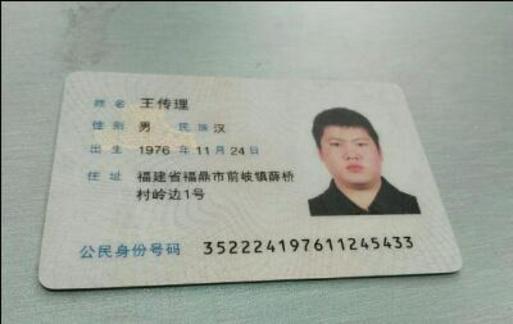 姓名 王传理
性别 男 民族 汉
出生 1976 年 11 月 24 日
住址 福建省福鼎市前岐镇薛桥
村岭边1号
公民身份号码 352224197611245433